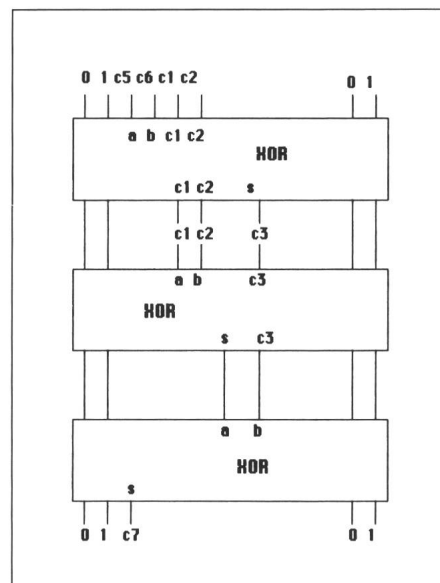 0 1 c5 c6 c1 c2 0 1
a b c1 c2
XOR
c1 c2 s
c1 c2 c3
a b c3
XOR
s c3
a b
XOR
s
0 1 c7 0 1